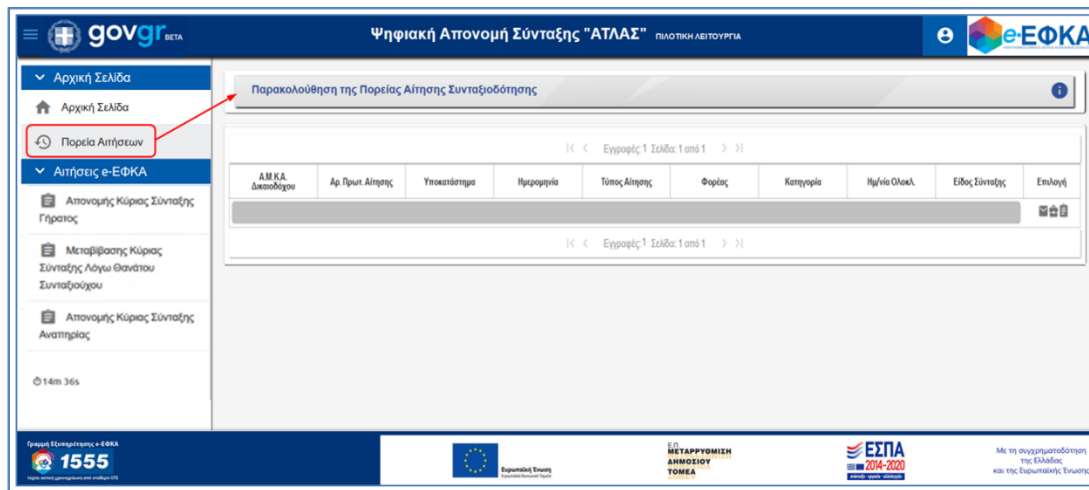 govgr BETA
Ψηφιακή Απονομή Σύνταξης "ΑΤΛΑΣ" ΠΙΛΟΤΙΚΗ ΛΕΙΤΟΥΡΓΙΑ
e-ΕΦΚΑ
Αρχική Σελίδα
Αρχική Σελίδα
Πορεία Αιτήσεων
Αιτήσεις e-ΕΦΚΑ
Απονομής Κύριας Σύνταξης
Γήρατος
Μεταβίβασης Κύριας
Σύνταξης Λόγω Θανάτου
Συνταξιούχου
Απονομής Κύριας Σύνταξης
Αναπηρίας
14m 36s
Παρακολούθηση της Πορείας Αίτησης Συνταξιοδότησης
Εγγραφές: 1 Σελίδα: 1 από 1
Α.Μ.Κ.Α.
Δικαιοδόχου
Αρ. Πρωτ. Αίτησης
Υποκατάστημα
Ημερομηνία
Τύπος Αίτησης
Φορέας
Κατηγορία
Ημ/νία Ολοκλ.
Είδος Σύνταξης
Επιλογή
Εγγραφές: 1 Σελίδα: 1 από 1
Γραμμή Εξυπηρέτησης e-ΕΦΚΑ
1555
Ευρωπαϊκή Ένωση
Ευρωπαϊκό Κοινωνικό Ταμείο
Ε.Π.
ΜΕΤΑΡΡΥΘΜΙΣΗ
ΔΗΜΟΣΙΟΥ
ΤΟΜΕΑ
ΕΣΠΑ
2014-2020
Με τη συγχρηματοδότηση
της Ελλάδας
και της Ευρωπαϊκής Ένωσης